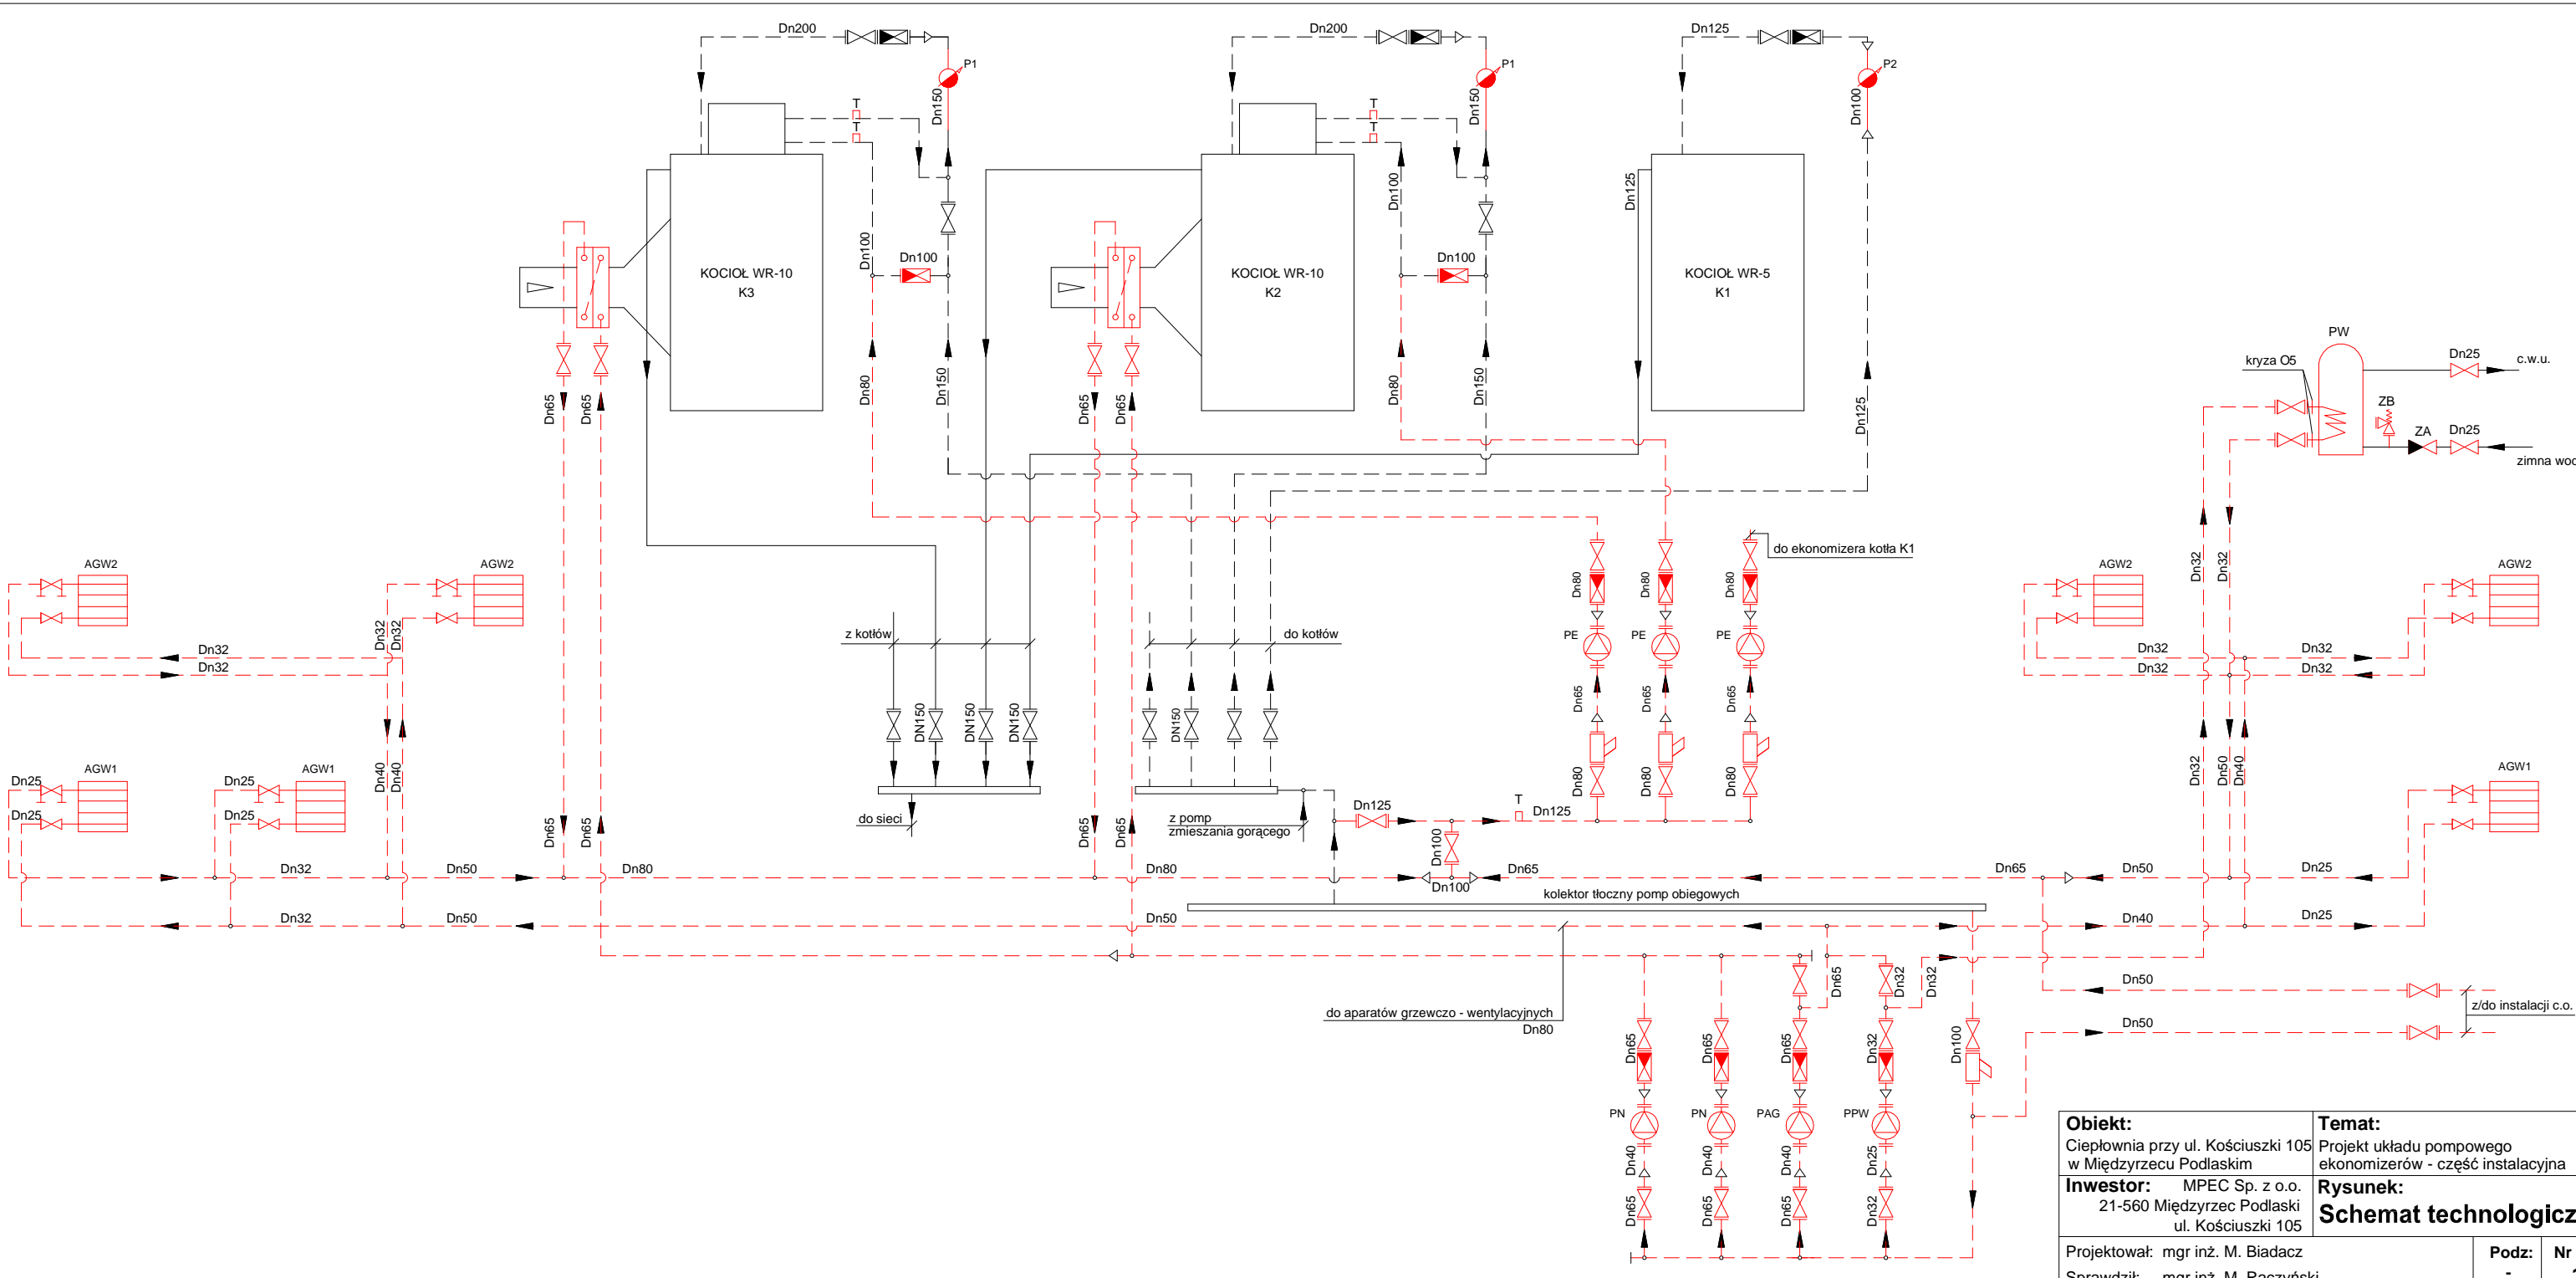 Dn200
P1
Dn150
T
T
Dn100
Dn100
KOCIOŁ WR-10
K3
Dn65
Dn65
Dn80
Dn150
Dn200
P1
Dn150
T
T
Dn100
Dn100
KOCIOŁ WR-10
K2
Dn65
Dn65
Dn80
Dn150
Dn125
P2
Dn100
Dn125
KOCIOŁ WR-5
K1
Dn125
PW
kryza O5
Dn25
c.w.u.
ZB
ZA
Dn25
AGW2
AGW2
Dn32
Dn32
Dn32
Dn32
z kotłów
do kotłów
DN150
DN150
DN150
DN150
do sieci
z pomp
zmieszania gorącego
do ekonomizera kotła K1
Dn80
Dn80
Dn80
PE
PE
PE
Dn65
Dn65
Dn65
Dn80
Dn80
Dn80
Dn125
T
Dn125
Dn100
Dn100
Dn32
Dn32
AGW2
AGW2
Dn32
Dn32
Dn32
Dn32
Dn32
Dn50
Dn40
AGW1
AGW1
Dn25
Dn25
Dn25
Dn25
Dn40
Dn40
Dn65
Dn65
Dn65
Dn65
AGW1
Dn32
Dn50
Dn80
Dn80
Dn65
Dn65
Dn50
Dn25
kolektor tłoczny pomp obiegowych
Dn32
Dn50
Dn50
Dn40
Dn25
do aparatów grzewczo - wentylacyjnych
Dn80
Dn65
Dn32
Dn32
Dn50
z/do instalacji c.o.
Dn50
Dn65
Dn65
Dn65
Dn32
Dn100
PN
PN
PAG
PPW
Dn40
Dn40
Dn40
Dn25
Dn65
Dn65
Dn65
Dn32
Obiekt:
Ciepłownia przy ul. Kościuszki 105
w Międzyrzecu Podlaskim
Temat:
Projekt układu pompowego
ekonomizerów - część instalacyjna
Inwestor: MPEC Sp. z o.o.
21-560 Międzyrzec Podlaski
ul. Kościuszki 105
Rysunek:
Schemat technologicz
Projektował: mgr inż. M. Biadacz
Podz:
-
Nr